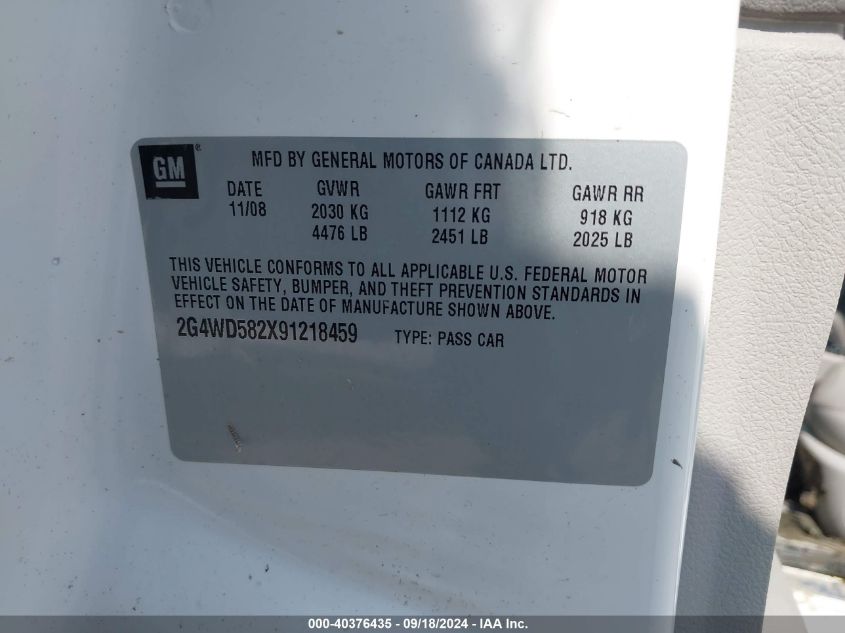 GM®
MFD BY GENERAL MOTORS OF CANADA LTD.
DATE GVWR GAWR FRT GAWR RR
11/08 2030 KG 1112 KG 918 KG
4476 LB 2451 LB 2025 LB
THIS VEHICLE CONFORMS TO ALL APPLICABLE U.S. FEDERAL MOTOR
VEHICLE SAFETY, BUMPER, AND THEFT PREVENTION STANDARDS IN
EFFECT ON THE DATE OF MANUFACTURE SHOWN ABOVE.
2G4WD582X91218459 TYPE: PASS CAR
000-40376435 - 09/18/2024 - IAA Inc.